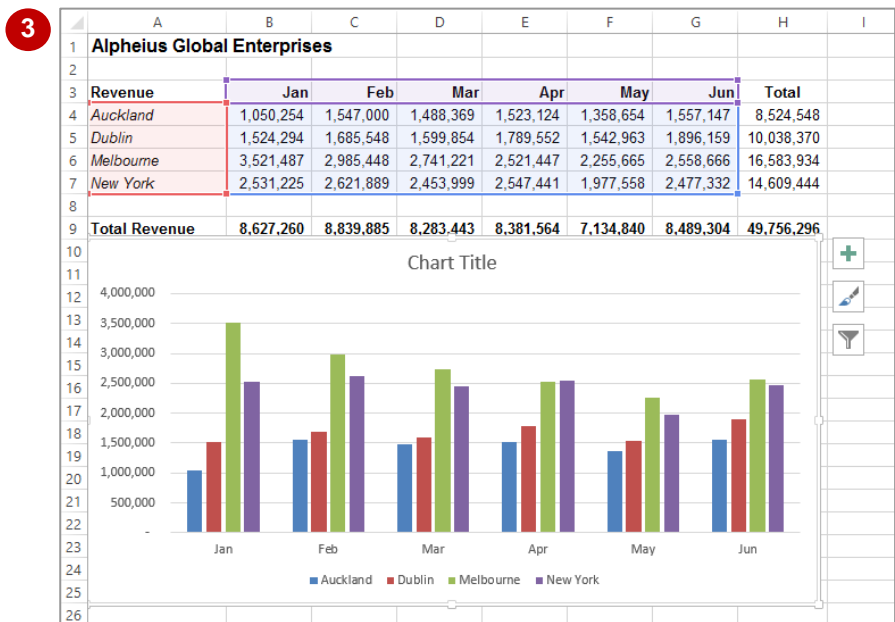 3
A B C D E F G H I
1 Alpheius Global Enterprises
2
3 Revenue Jan Feb Mar Apr May Jun Total
4 Auckland 1,050,254 1,547,000 1,488,369 1,523,124 1,358,654 1,557,147 8,524,548
5 Dublin 1,524,294 1,685,548 1,599,854 1,789,552 1,542,963 1,896,159 10,038,370
6 Melbourne 3,521,487 2,985,448 2,741,221 2,521,447 2,255,665 2,558,666 16,583,934
7 New York 2,531,225 2,621,889 2,453,999 2,547,441 1,977,558 2,477,332 14,609,444
8
9 Total Revenue 8,627,260 8,839,885 8,283,443 8,381,564 7,134,840 8,489,304 49,756,296
10 Chart Title
11
12 4,000,000
13 3,500,000
14 3,000,000
15
16 2,500,000
17 2,000,000
18 1,500,000
19
20 1,000,000
21 500,000
22 -
23 Jan Feb Mar Apr May Jun
24 Auckland Dublin Melbourne New York
25
26